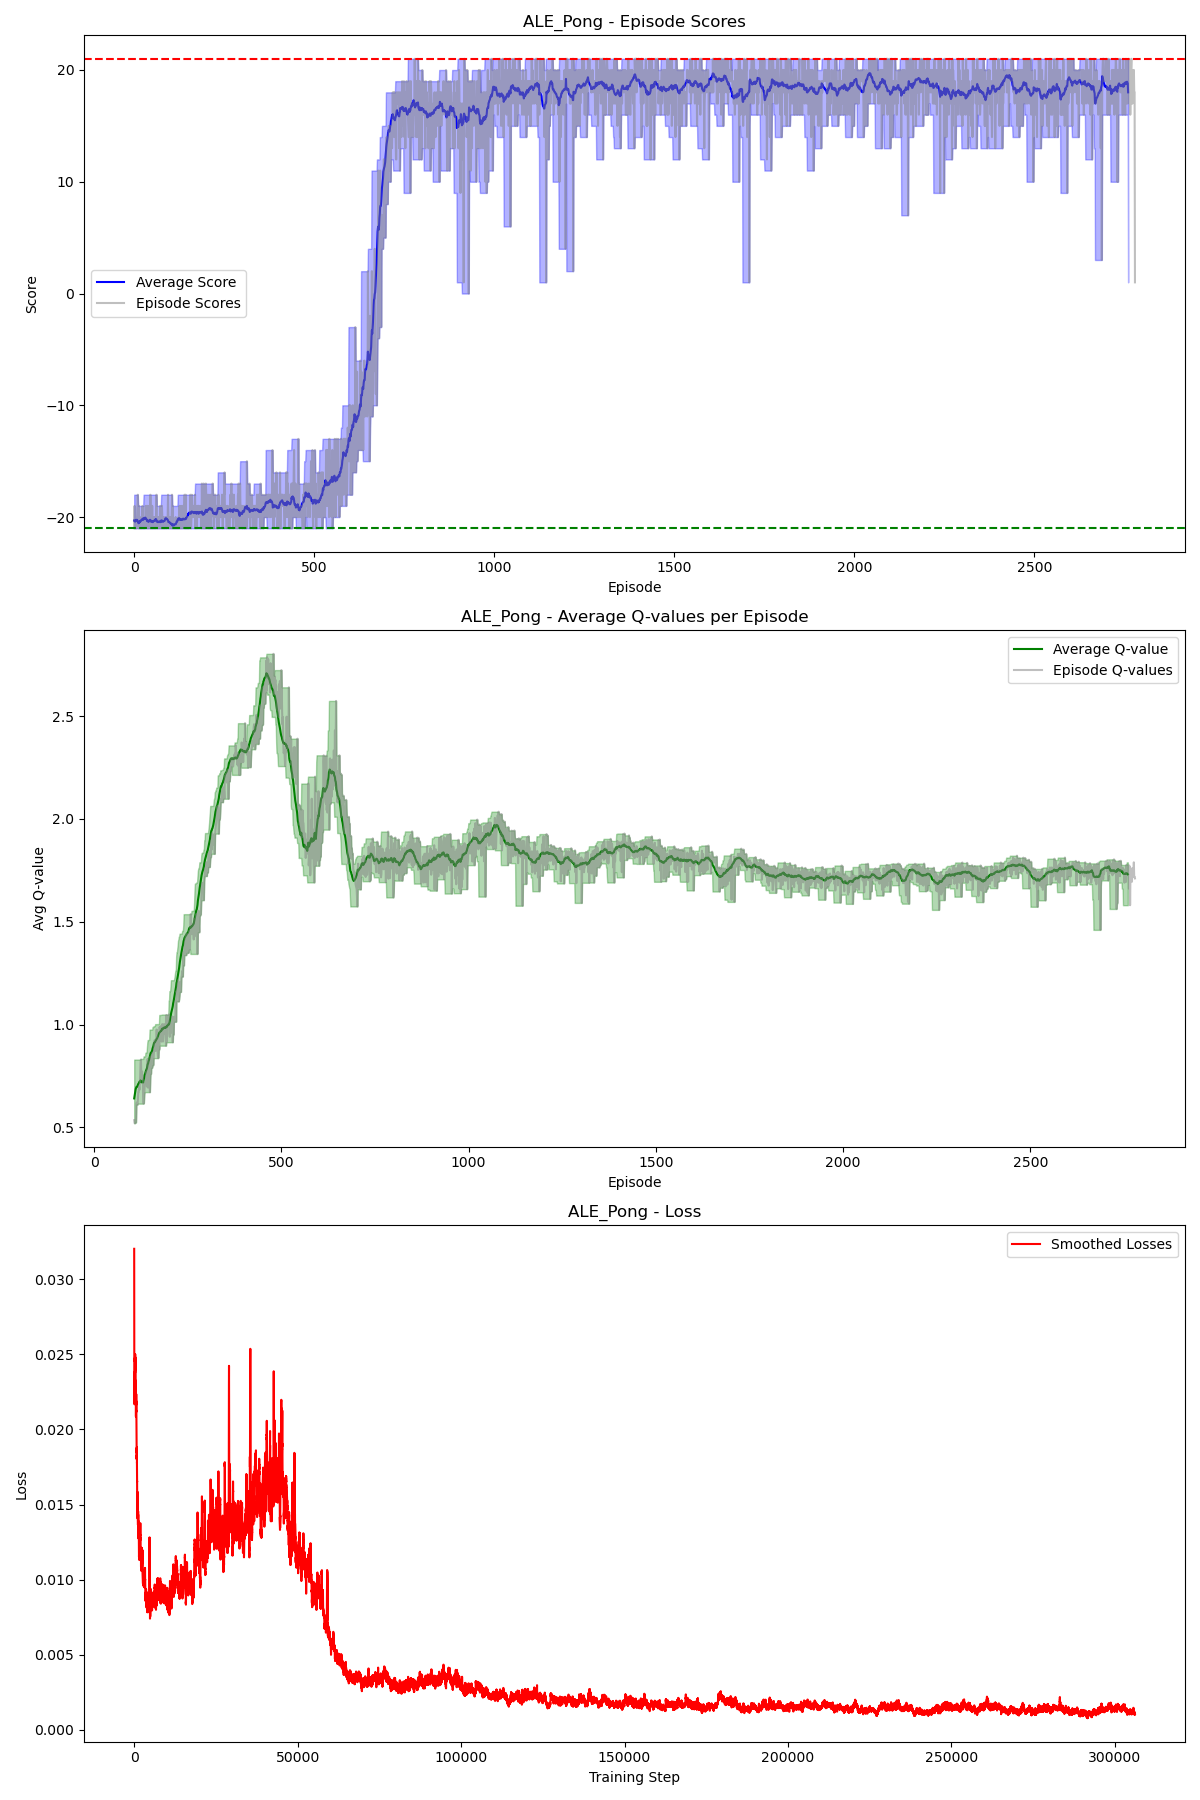 ALE_Pong - Episode Scores
20
10
0
−10
−20
Score
Average Score
Episode Scores
0
500
1000
1500
2000
2500
Episode
ALE_Pong - Average Q-values per Episode
2.5
2.0
1.5
1.0
0.5
Avg Q-value
Average Q-value
Episode Q-values
0
500
1000
1500
2000
2500
Episode
ALE_Pong - Loss
0.030
0.025
0.020
0.015
0.010
0.005
0.000
Loss
Smoothed Losses
0
50000
100000
150000
200000
250000
300000
Training Step